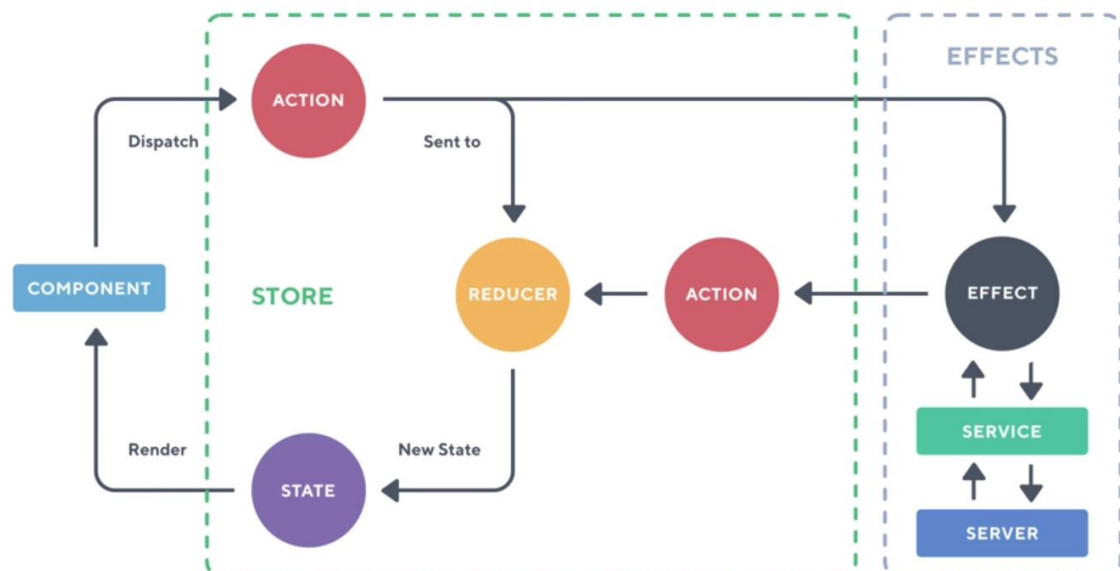 EFFECTS
ACTION
Dispatch
Sent to
COMPONENT
STORE
REDUCER
ACTION
EFFECT
SERVICE
Render
New State
STATE
SERVER